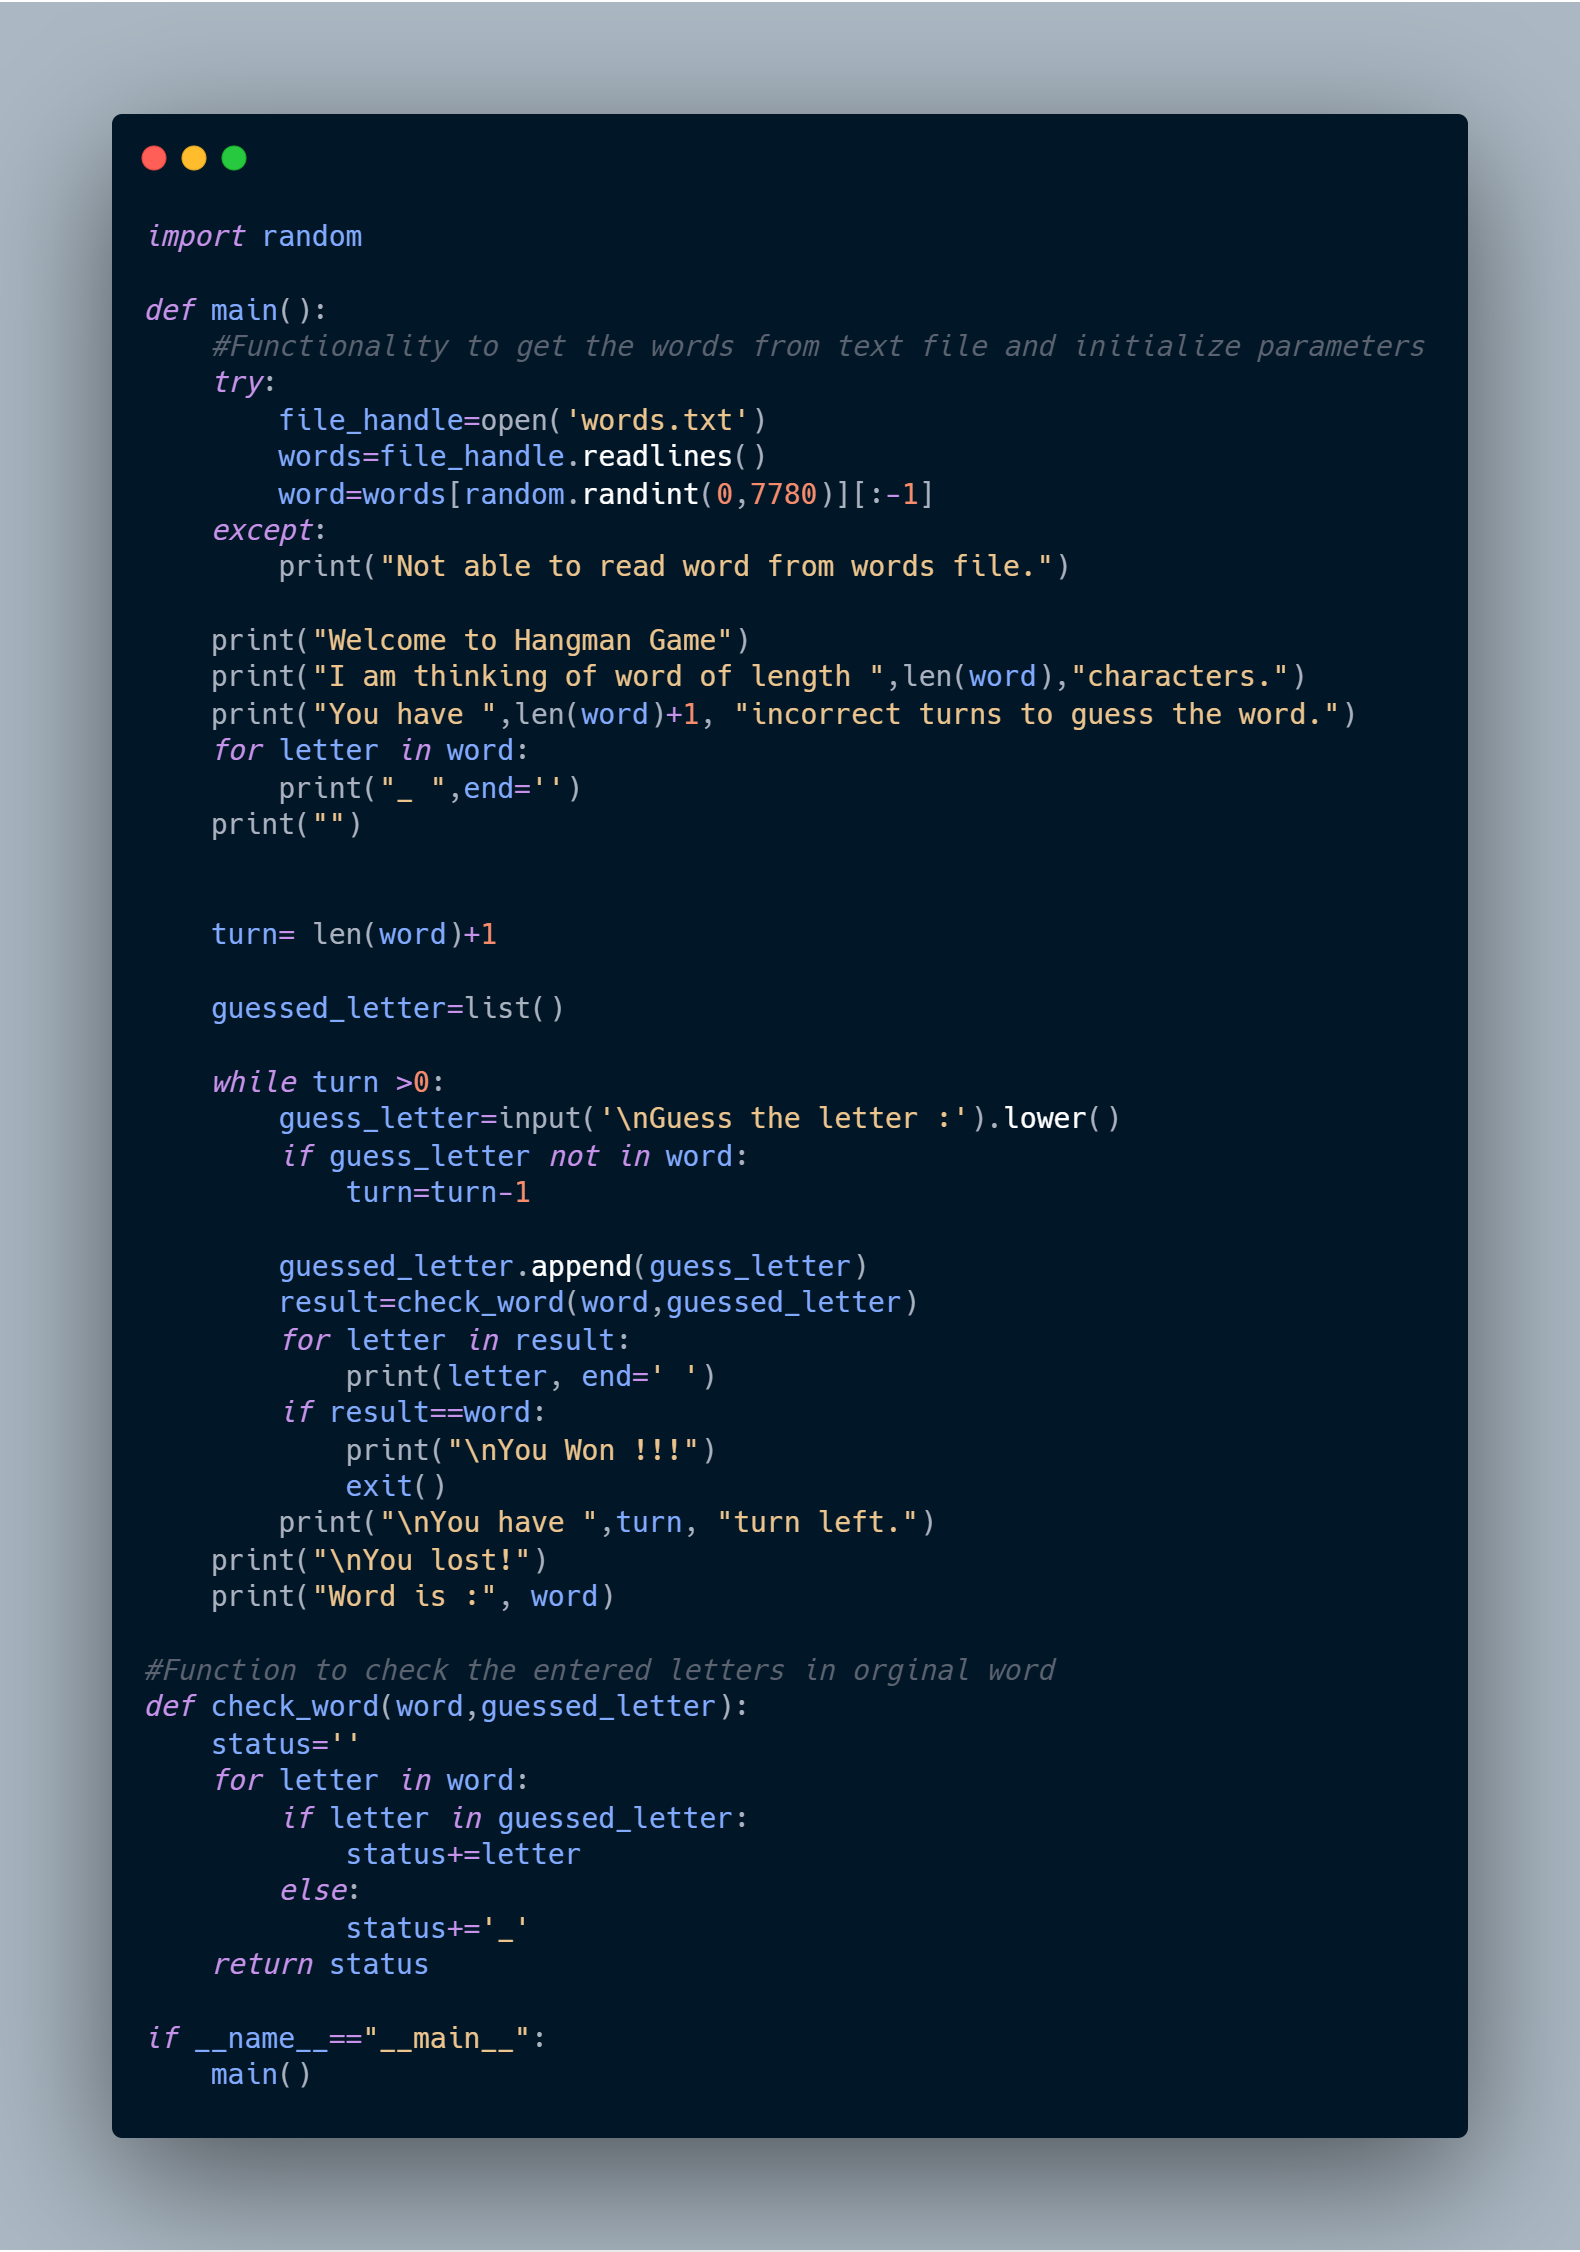 import random

def main():
    #Functionality to get the words from text file and initialize parameters
    try:
        file_handle=open('words.txt')
        words=file_handle.readlines()
        word=words[random.randint(0,7780)][:-1]
    except:
        print("Not able to read word from words file.")

    print("Welcome to Hangman Game")
    print("I am thinking of word of length ",len(word),"characters.")
    print("You have ",len(word)+1, "incorrect turns to guess the word.")
    for letter in word:
        print("_ ",end='')
    print("")


    turn= len(word)+1

    guessed_letter=list()

    while turn >0:
        guess_letter=input('\nGuess the letter :').lower()
        if guess_letter not in word:
            turn=turn-1

        guessed_letter.append(guess_letter)
        result=check_word(word,guessed_letter)
        for letter in result:
            print(letter, end=' ')
        if result==word:
            print("\nYou Won !!!")
            exit()
        print("\nYou have ",turn, "turn left.")
    print("\nYou lost!")
    print("Word is :", word)

#Function to check the entered letters in orginal word
def check_word(word,guessed_letter):
    status=''
    for letter in word:
        if letter in guessed_letter:
            status+=letter
        else:
            status+='_'
    return status

if __name__=="__main__":
    main()